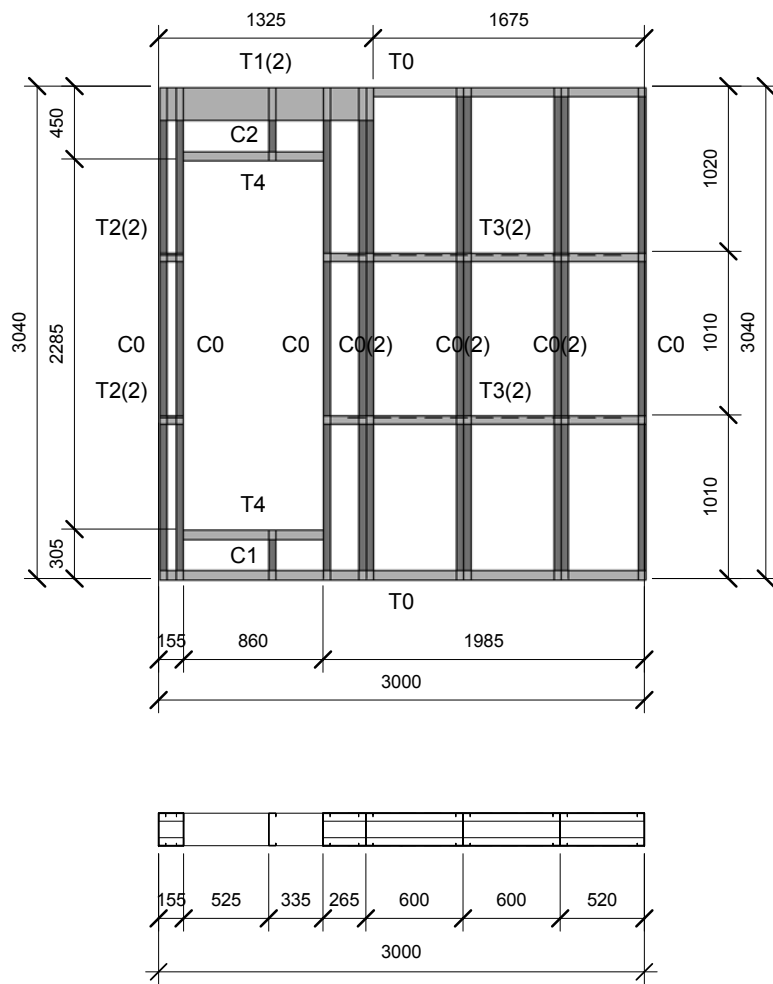 1325 1675
T1(2) T0
450 C2 1020
T4
T2(2) T3(2)
3040 2285 C0 C0 C0 C0(2) C0(2) C0(2) C0 1010 3040
T2(2) T3(2)
T4 1010
305 C1
T0
155 860 1985
3000
155 525 335 265 600 600 520
3000